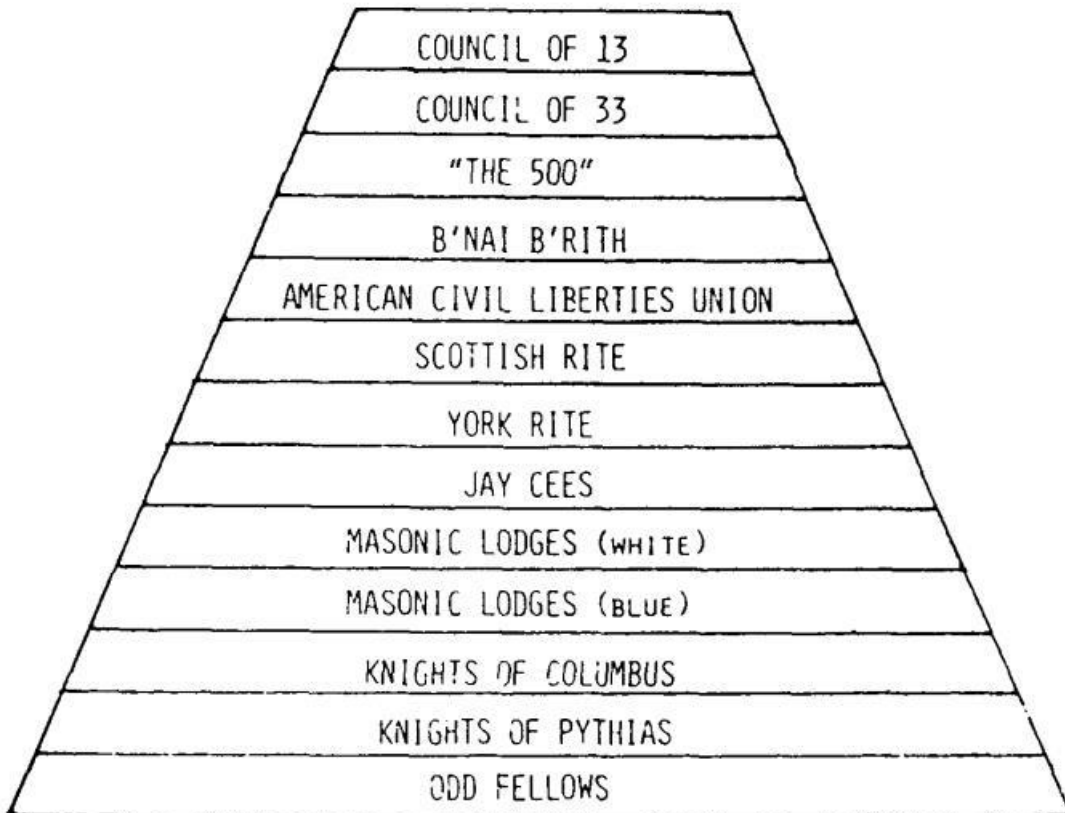 COUNCIL OF 13
COUNCIL OF 33
"THE 500"
B'NAI B'RITH
AMERICAN CIVIL LIBERTIES UNION
SCOTTISH RITE
YORK RITE
JAY CEES
MASONIC LODGES (WHITE)
MASONIC LODGES (BLUE)
KNIGHTS OF COLUMBUS
KNIGHTS OF PYTHIAS
ODD FELLOWS